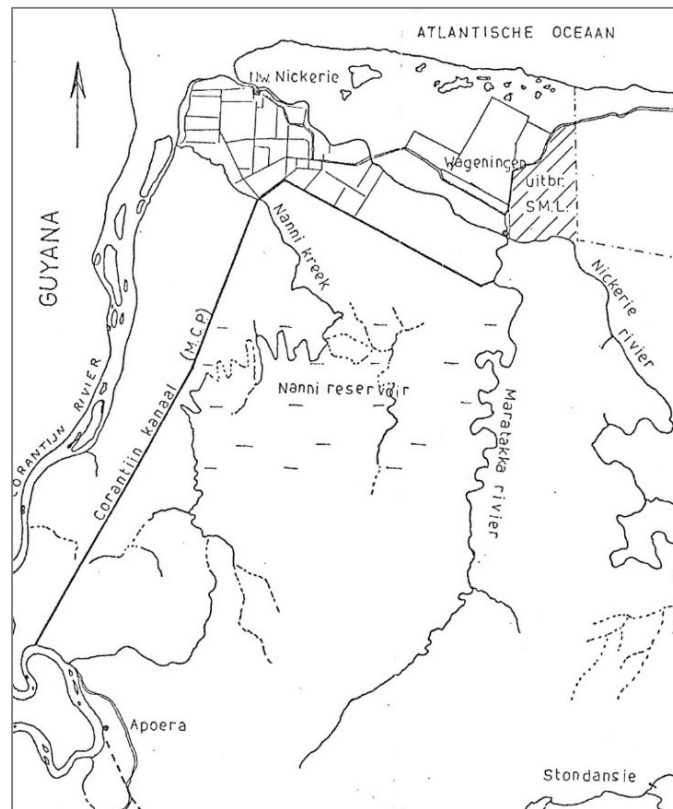 ATLANTISCHE OCEAAN
Nw. Nickerie
Wageningen
uitbr.
S.M.L.
GUYANA
Nanni kreek
Nickerie
rivier
CORANTIJN RIVIER
Corantijn kanaal (M.C.P.)
Nanni reservoir
Maratakka rivier
Apoera
Stondansie